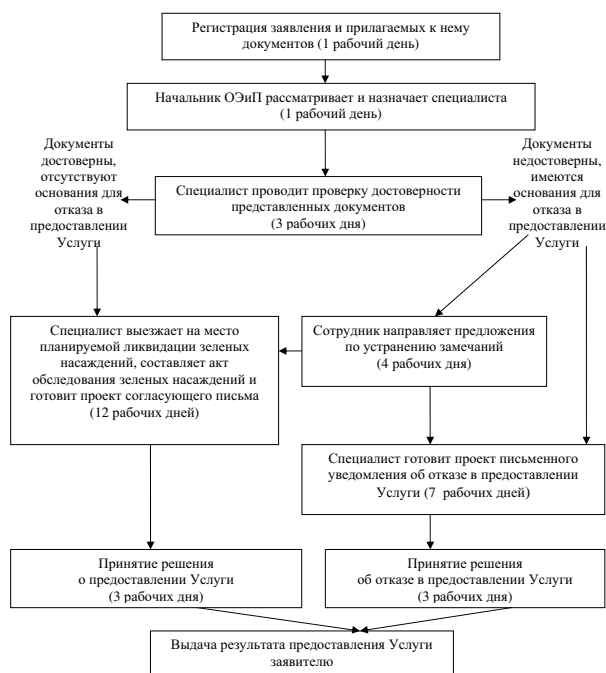 Регистрация заявления и прилагаемых к нему
документов (1 рабочий день)
Начальник ОЭиП рассматривает и назначает специалиста
(1 рабочий день)
Документы
достоверны,
отсутствуют
основания для
отказа в
предоставлении
Услуги
Специалист проводит проверку достоверности
представленных документов
(3 рабочих дня)
Документы
недостоверны,
имеются
основания для
отказа в
предоставлении
Услуги
Специалист выезжает на место
планируемой ликвидации зеленых
насаждений, составляет акт
обследования зеленых насаждений и
готовит проект согласующего письма
(12 рабочих дней)
Сотрудник направляет предложения
по устранению замечаний
(4 рабочих дня)
Специалист готовит проект письменного
уведомления об отказе в предоставлении
Услуги (7 рабочих дней)
Принятие решения
о предоставлении Услуги
(3 рабочих дня)
Принятие решения
об отказе в предоставлении Услуги
(3 рабочих дня)
Выдача результата предоставления Услуги
заявителю